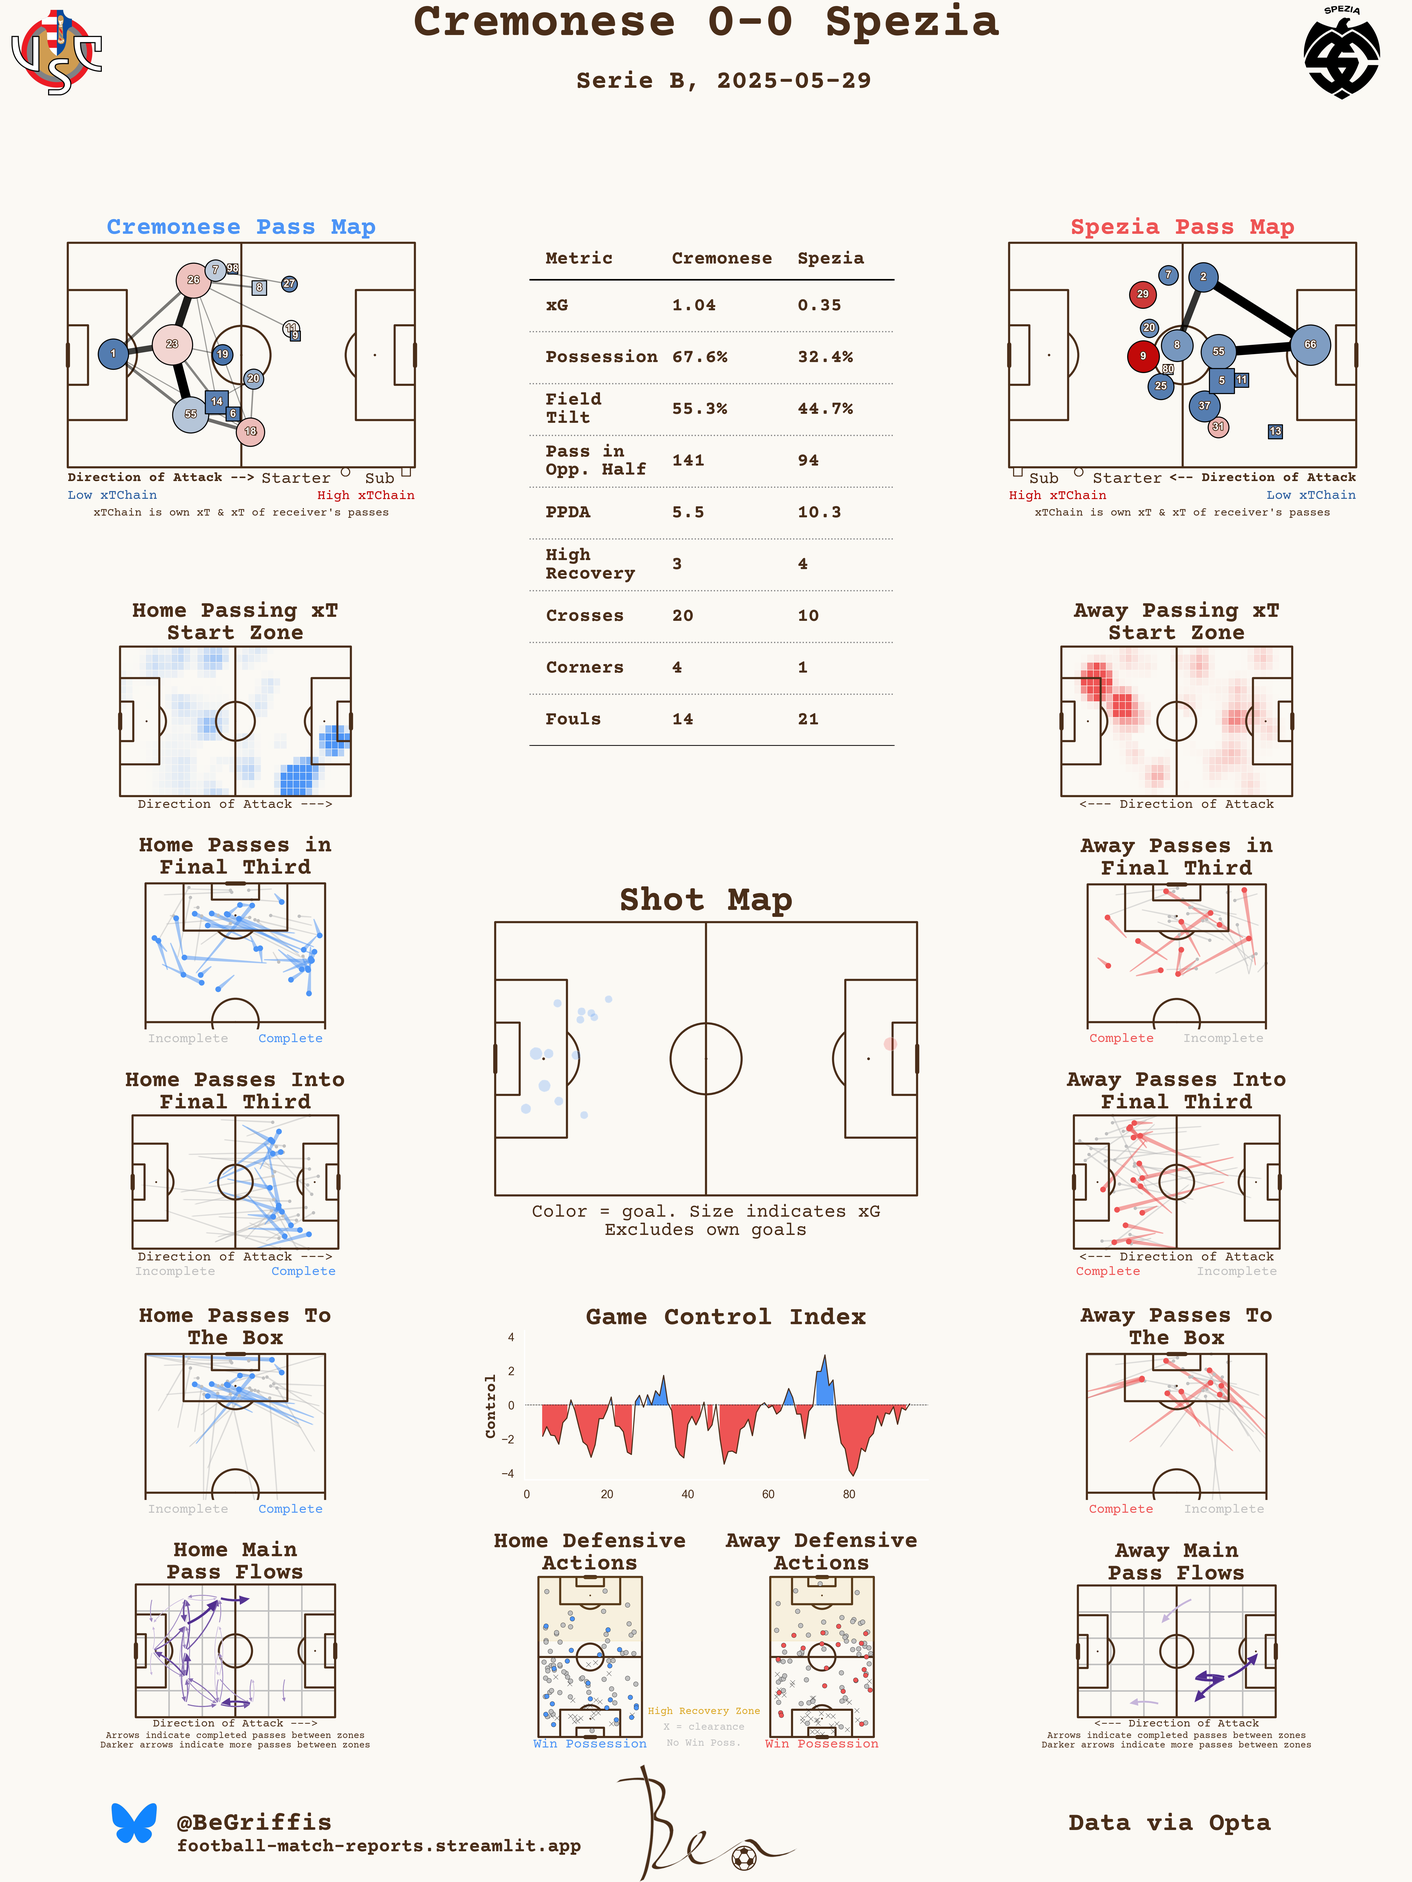 Cremonese 0-0 Spezia
Serie B, 2025-05-29
SPEZIA
USC
Cremonese Pass Map
26
7
98
8
27
11
9
23
1
19
20
14
6
55
18
Direction of Attack --> Starter Sub
Low xTChain High xTChain
xTChain is own xT & xT of receiver's passes
Metric Cremonese Spezia
xG 1.04 0.35
Possession 67.6% 32.4%
Field Tilt 55.3% 44.7%
Pass in Opp. Half 141 94
PPDA 5.5 10.3
High Recovery 3 4
Crosses 20 10
Corners 4 1
Fouls 14 21
Spezia Pass Map
7
2
29
20
8
9
55
66
80
25
5
11
37
31
13
Sub Starter <-- Direction of Attack
High xTChain Low xTChain
xTChain is own xT & xT of receiver's passes
Home Passing xT
Start Zone
Direction of Attack --->
Away Passing xT
Start Zone
<--- Direction of Attack
Home Passes in
Final Third
Incomplete Complete
Shot Map
Color = goal. Size indicates xG
Excludes own goals
Away Passes in
Final Third
Complete Incomplete
Home Passes Into
Final Third
Direction of Attack --->
Incomplete Complete
Away Passes Into
Final Third
<--- Direction of Attack
Complete Incomplete
Home Passes To
The Box
Incomplete Complete
Game Control Index
Control
4
2
0
−2
−4
0 20 40 60 80
Away Passes To
The Box
Complete Incomplete
Home Main
Pass Flows
Direction of Attack --->
Arrows indicate completed passes between zones
Darker arrows indicate more passes between zones
Home Defensive
Actions
Win Possession
High Recovery Zone
X = clearance
No Win Poss.
Away Defensive
Actions
Win Possession
Away Main
Pass Flows
<--- Direction of Attack
Arrows indicate completed passes between zones
Darker arrows indicate more passes between zones
@BeGriffis
football-match-reports.streamlit.app
Ben
Data via Opta